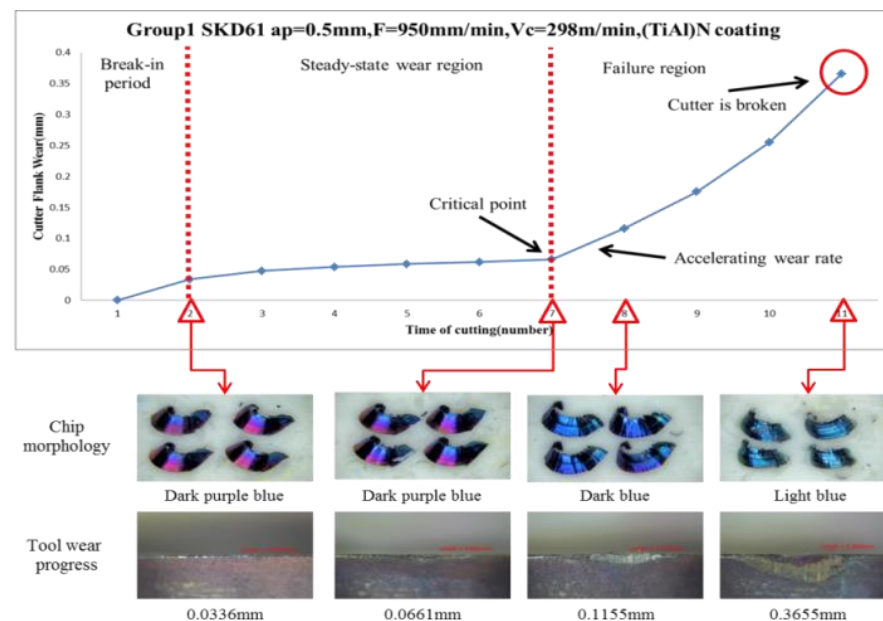 Group1 SKD61 ap=0.5mm,F=950mm/min,Vc=298m/min,(TiAl)N coating
0.4
0.35
0.3
0.25
0.2
0.15
0.1
0.05
0
Cutter Flank Wear(mm)
Break-in
period
Steady-state wear region
Failure region
Cutter is broken
Critical point
Accelerating wear rate
1 2 3 4 5 6 7 8 9 10 11
Time of cutting(number)
Chip
morphology
Dark purple blue
Dark purple blue
Dark blue
Light blue
Tool wear
progress
0.0336mm
0.0661mm
0.1155mm
0.3655mm